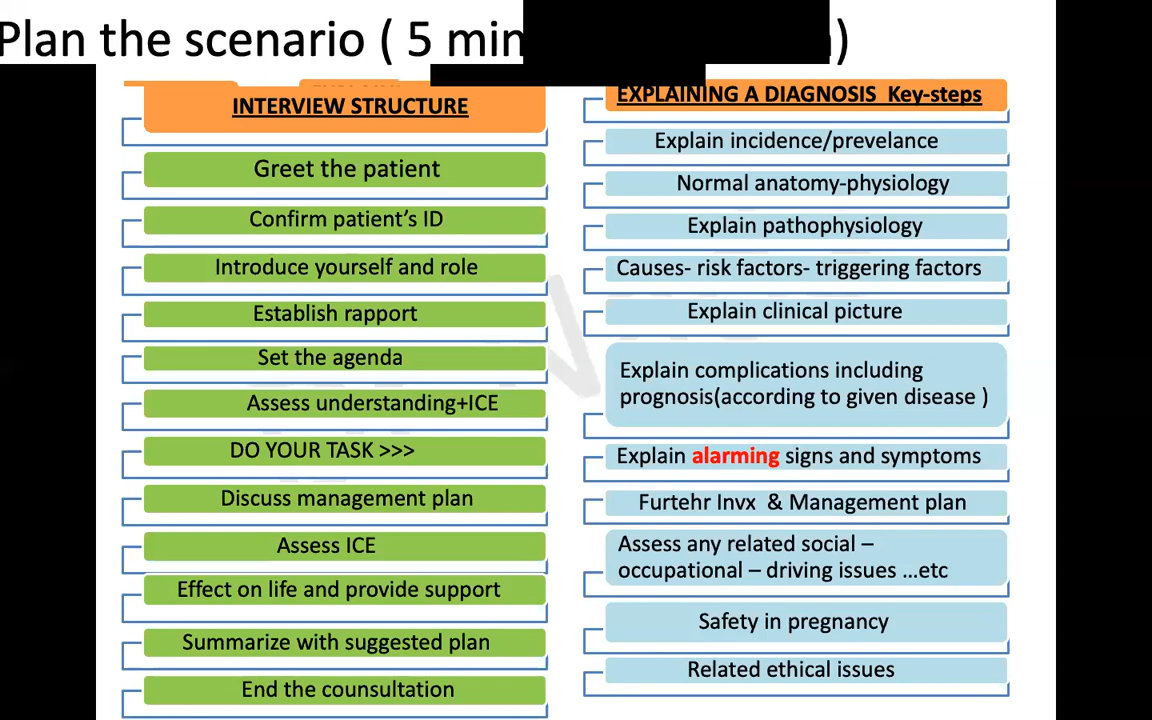 Plan the scenario ( 5 min
)
INTERVIEW STRUCTURE
Greet the patient
Confirm patient's ID
Introduce yourself and role
Establish rapport
Set the agenda
Assess understanding+ICE
DO YOUR TASK >>>
Discuss management plan
Assess ICE
Effect on life and provide support
Summarize with suggested plan
End the counsultation
EXPLAINING A DIAGNOSIS Key-steps
Explain incidence/prevelance
Normal anatomy-physiology
Explain pathophysiology
Causes- risk factors- triggering factors
Explain clinical picture
Explain complications including
prognosis(according to given disease )
Explain alarming signs and symptoms
Furtehr Invx & Management plan
Assess any related social –
occupational – driving issues ...etc
Safety in pregnancy
Related ethical issues